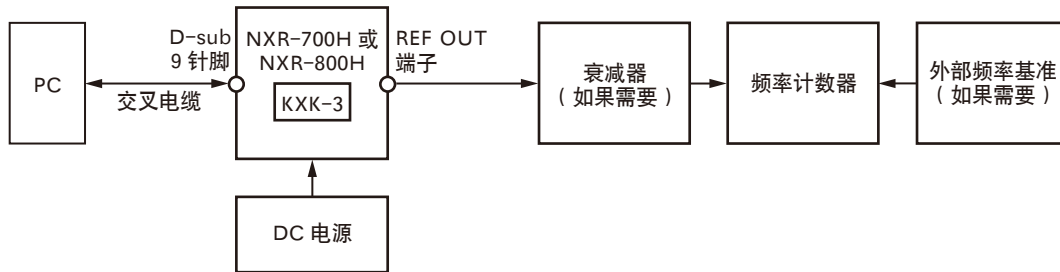 PC
D-sub
9 针脚
交叉电缆
NXR-700H 或
NXR-800H
KXK-3
REF OUT
端子
衰减器
( 如果需要 )
频率计数器
外部频率基准
( 如果需要 )
DC 电源